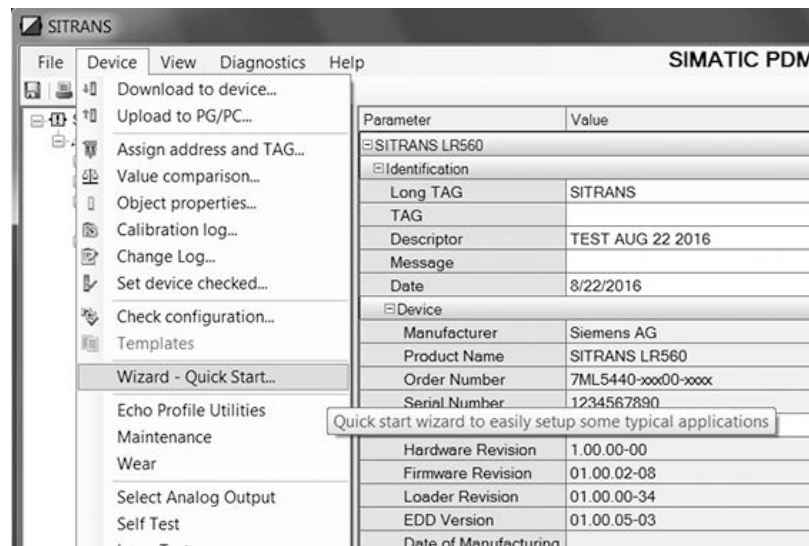 SITRANS
File Device View Diagnostics Help
SIMATIC PDM
Download to device...
Upload to PG/PC...
Assign address and TAG...
Value comparison...
Object properties...
Calibration log...
Change Log...
Set device checked...
Check configuration...
Templates
Wizard - Quick Start...
Echo Profile Utilities
Maintenance
Wear
Select Analog Output
Self Test
Parameter Value
SITRANS LR560
Identification
Long TAG SITRANS
TAG
Descriptor TEST AUG 22 2016
Message
Date 8/22/2016
Device
Manufacturer Siemens AG
Product Name SITRANS LR560
Order Number 7ML5440-xxx00-xxxx
Serial Number 1234567890
Quick start wizard to easily setup some typical applications
Hardware Revision 1.00.00-00
Firmware Revision 01.00.02-08
Loader Revision 01.00.00-34
EDD Version 01.00.05-03
Date of Manufacturing